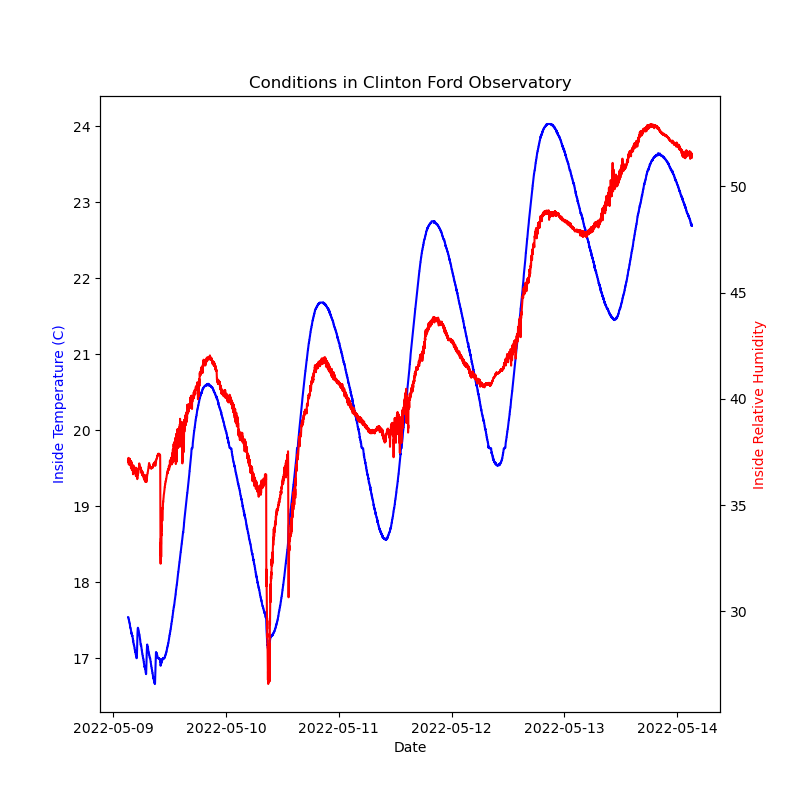 Conditions in Clinton Ford Observatory
24
23
22
21
20
19
18
17
Inside Temperature (C)
50
45
40
35
30
Inside Relative Humidity
2022-05-09 2022-05-10 2022-05-11 2022-05-12 2022-05-13 2022-05-14
Date